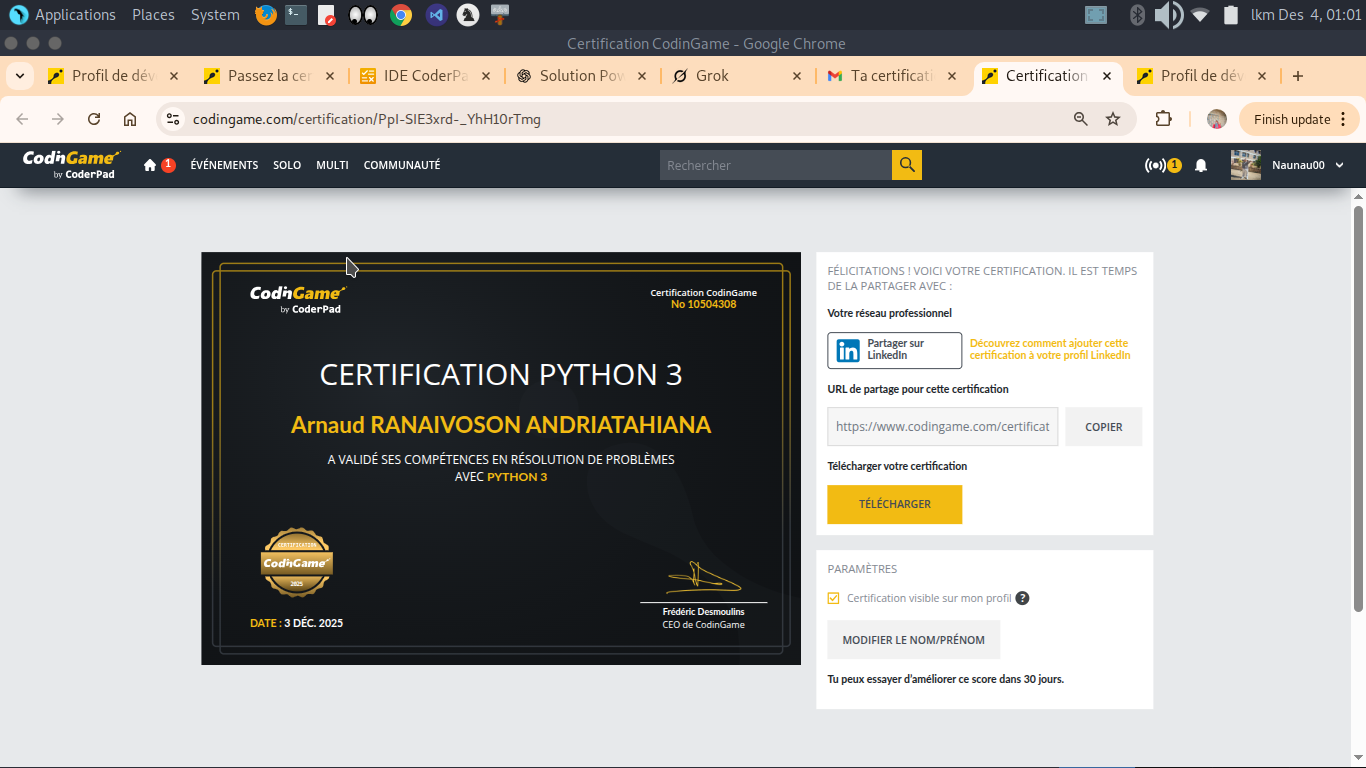 Applications Places System lkm Des 4, 01:01
Certification CodinGame - Google Chrome
Profil de dév Passez la cer IDE CoderPa Solution Pow Grok Ta certificati Certification Profil de dév
codingame.com/certification/PpI-SIE3xrd-_YhH10rTmg Finish update
CodinGame by CoderPad
1 ÉVÉNEMENTS SOLO MULTI COMMUNAUTÉ Rechercher 1 Naunau00
CodinGame
by CoderPad
Certification CodinGame
No 10504308
CERTIFICATION PYTHON 3
Arnaud RANAIVOSON ANDRIATAHIANA
A VALIDÉ SES COMPÉTENCES EN RÉSOLUTION DE PROBLÈMES
AVEC PYTHON 3
CERTIFICATION
CodinGame
2025
DATE : 3 DÉC. 2025
Frédéric Desmoulins
CEO de CodinGame
FÉLICITATIONS ! VOICI VOTRE CERTIFICATION. IL EST TEMPS
DE LA PARTAGER AVEC :
Votre réseau professionnel
Partager sur
LinkedIn
Découvrez comment ajouter cette
certification à votre profil LinkedIn
URL de partage pour cette certification
https://www.codingame.com/certificat COPIER
Télécharger votre certification
TÉLÉCHARGER
PARAMÈTRES
Certification visible sur mon profil ?
MODIFIER LE NOM/PRÉNOM
Tu peux essayer d'améliorer ce score dans 30 jours.